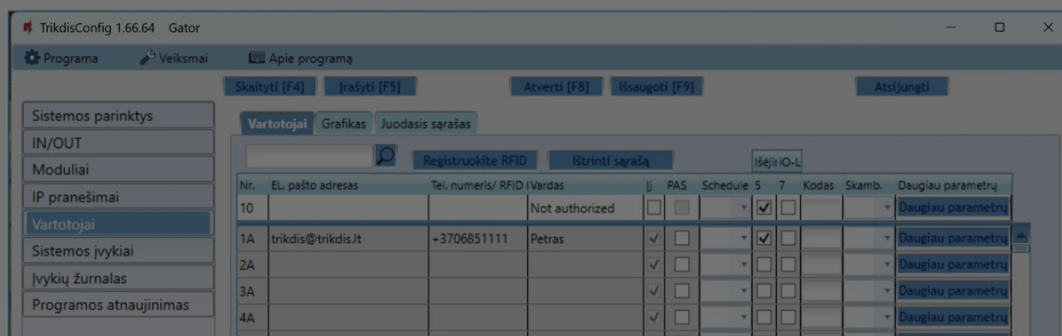 TrikdisConfig 1.66.64 Gator
Programa Veiksmai Apie programą
Skaityti [F4] Įrašyti [F5] Atverti [F8] Išsaugoti [F9] Atsijungti
Sistemos parinktys
IN/OUT
Moduliai
IP pranešimai
Vartotojai
Sistemos įvykiai
Įvykių žurnalas
Programos atnaujinimas
Vartotojai Grafikas Juodasis sąrašas
Registruokite RFID Ištrinti sąrašą Išėjir IO-L
Nr. EL. pašto adresas Tel. numeris/ RFID I Vardas Įj PAS Schedule 5 7 Kodas Skamb. Daugiau parametrų
10 Not authorized Daugiau parametrų
1A trikdis@trikdis.lt +3706851111 Petras Daugiau parametrų
2A Daugiau parametrų
3A Daugiau parametrų
4A Daugiau parametrų